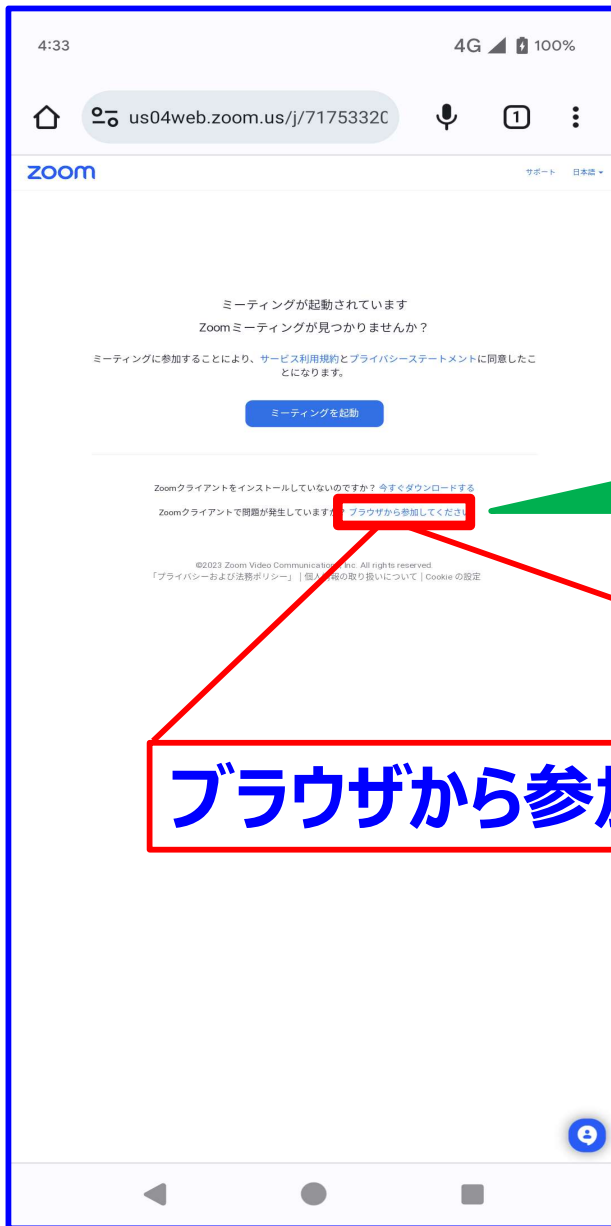 4:33
4G 100%
us04web.zoom.us/j/71753320
1
zoom
サポート 日本語
ミーティングが起動されています
Zoomミーティングが見つかりませんか？
ミーティングに参加することにより、サービス利用規約とプライバシーステートメントに同意したこ
とになります。
ミーティングを起動
Zoomクライアントをインストールしていないのですか？ 今すぐダウンロードする
Zoomクライアントで問題が発生していますか？ ブラウザから参加してください
©2023 Zoom Video Communications, Inc. All rights reserved.
「プライバシーおよび法務ポリシー」 | 個人情報の取り扱いについて | Cookie の設定
ブラウザから参